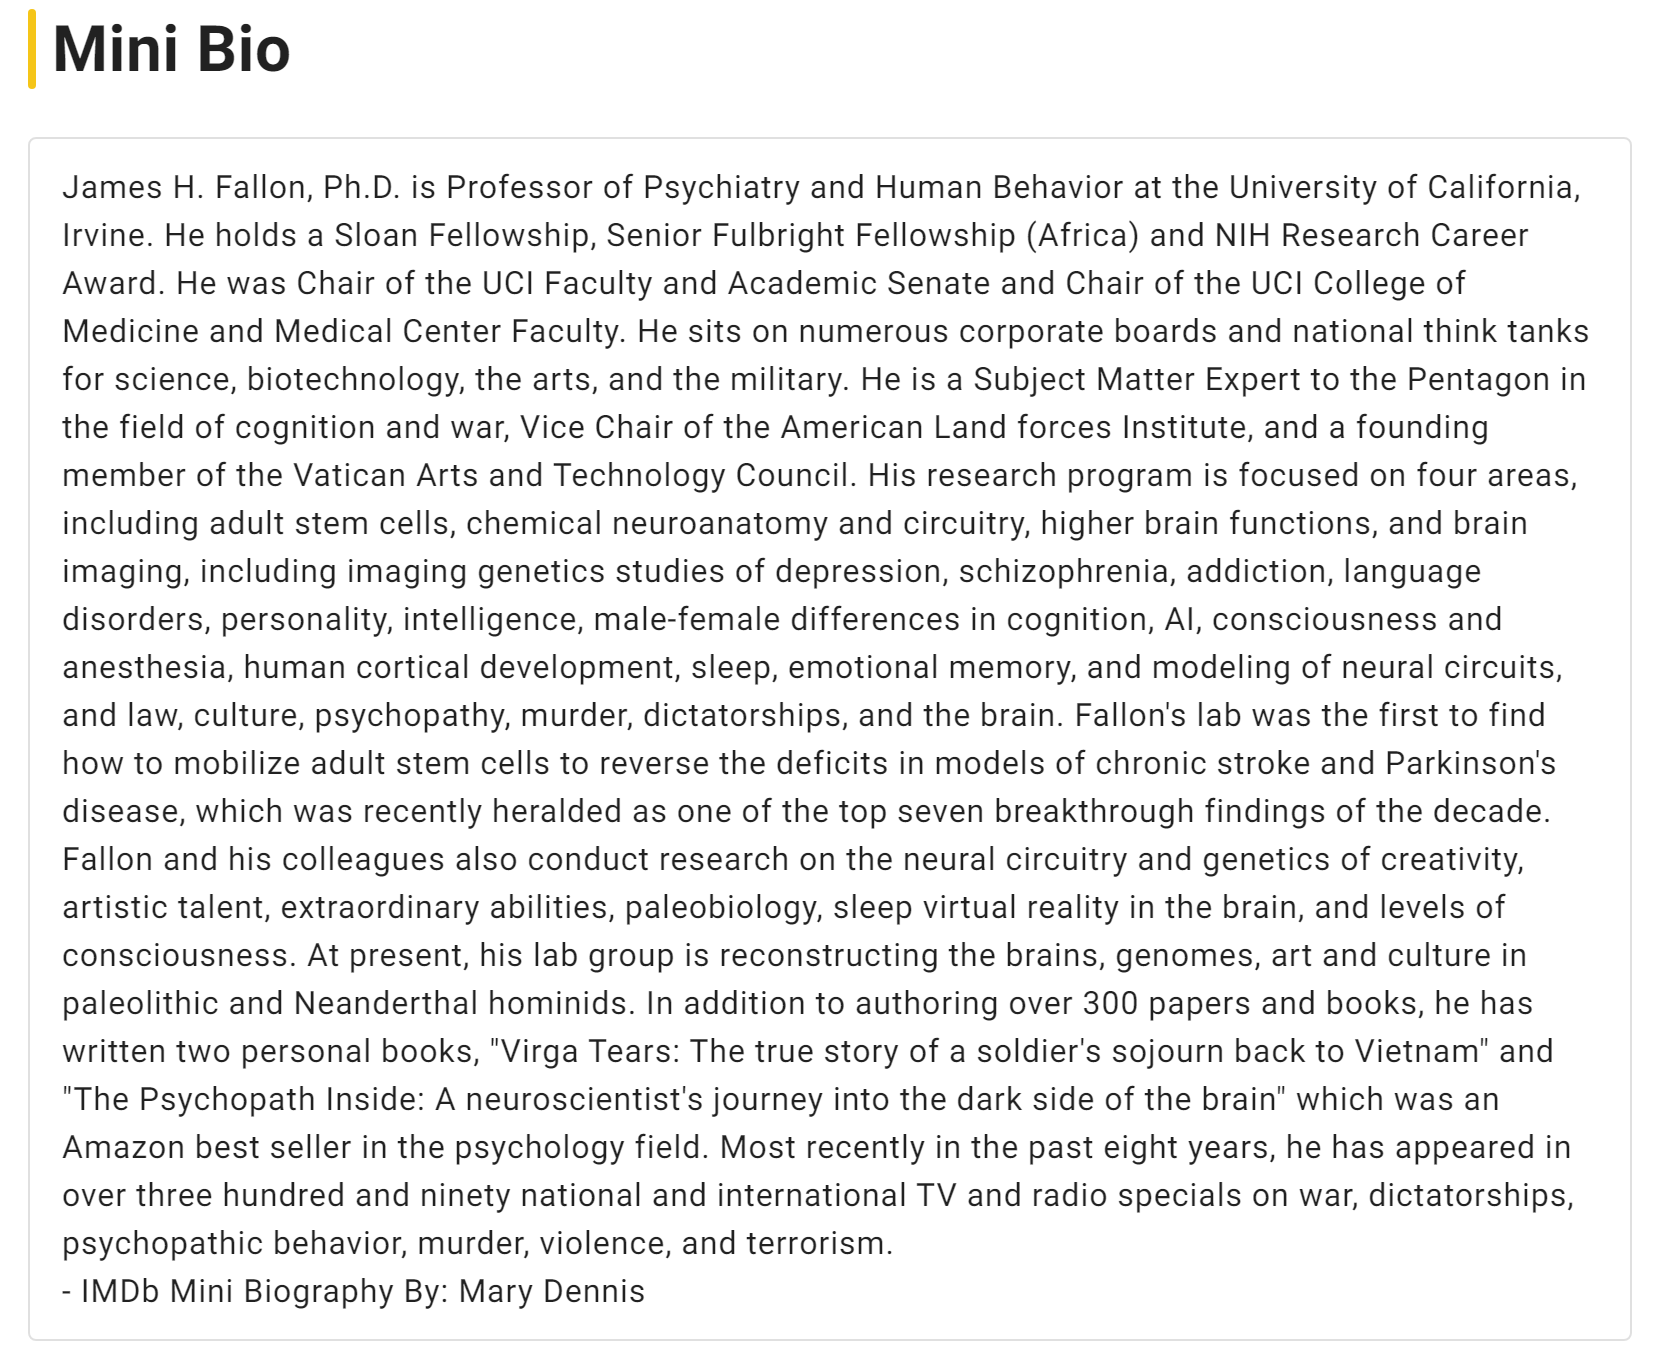 Mini Bio
James H. Fallon, Ph.D. is Professor of Psychiatry and Human Behavior at the University of California,
Irvine. He holds a Sloan Fellowship, Senior Fulbright Fellowship (Africa) and NIH Research Career
Award. He was Chair of the UCI Faculty and Academic Senate and Chair of the UCI College of
Medicine and Medical Center Faculty. He sits on numerous corporate boards and national think tanks
for science, biotechnology, the arts, and the military. He is a Subject Matter Expert to the Pentagon in
the field of cognition and war, Vice Chair of the American Land forces Institute, and a founding
member of the Vatican Arts and Technology Council. His research program is focused on four areas,
including adult stem cells, chemical neuroanatomy and circuitry, higher brain functions, and brain
imaging, including imaging genetics studies of depression, schizophrenia, addiction, language
disorders, personality, intelligence, male-female differences in cognition, AI, consciousness and
anesthesia, human cortical development, sleep, emotional memory, and modeling of neural circuits,
and law, culture, psychopathy, murder, dictatorships, and the brain. Fallon's lab was the first to find
how to mobilize adult stem cells to reverse the deficits in models of chronic stroke and Parkinson's
disease, which was recently heralded as one of the top seven breakthrough findings of the decade.
Fallon and his colleagues also conduct research on the neural circuitry and genetics of creativity,
artistic talent, extraordinary abilities, paleobiology, sleep virtual reality in the brain, and levels of
consciousness. At present, his lab group is reconstructing the brains, genomes, art and culture in
paleolithic and Neanderthal hominids. In addition to authoring over 300 papers and books, he has
written two personal books, "Virga Tears: The true story of a soldier's sojourn back to Vietnam" and
"The Psychopath Inside: A neuroscientist's journey into the dark side of the brain" which was an
Amazon best seller in the psychology field. Most recently in the past eight years, he has appeared in
over three hundred and ninety national and international TV and radio specials on war, dictatorships,
psychopathic behavior, murder, violence, and terrorism.
- IMDb Mini Biography By: Mary Dennis